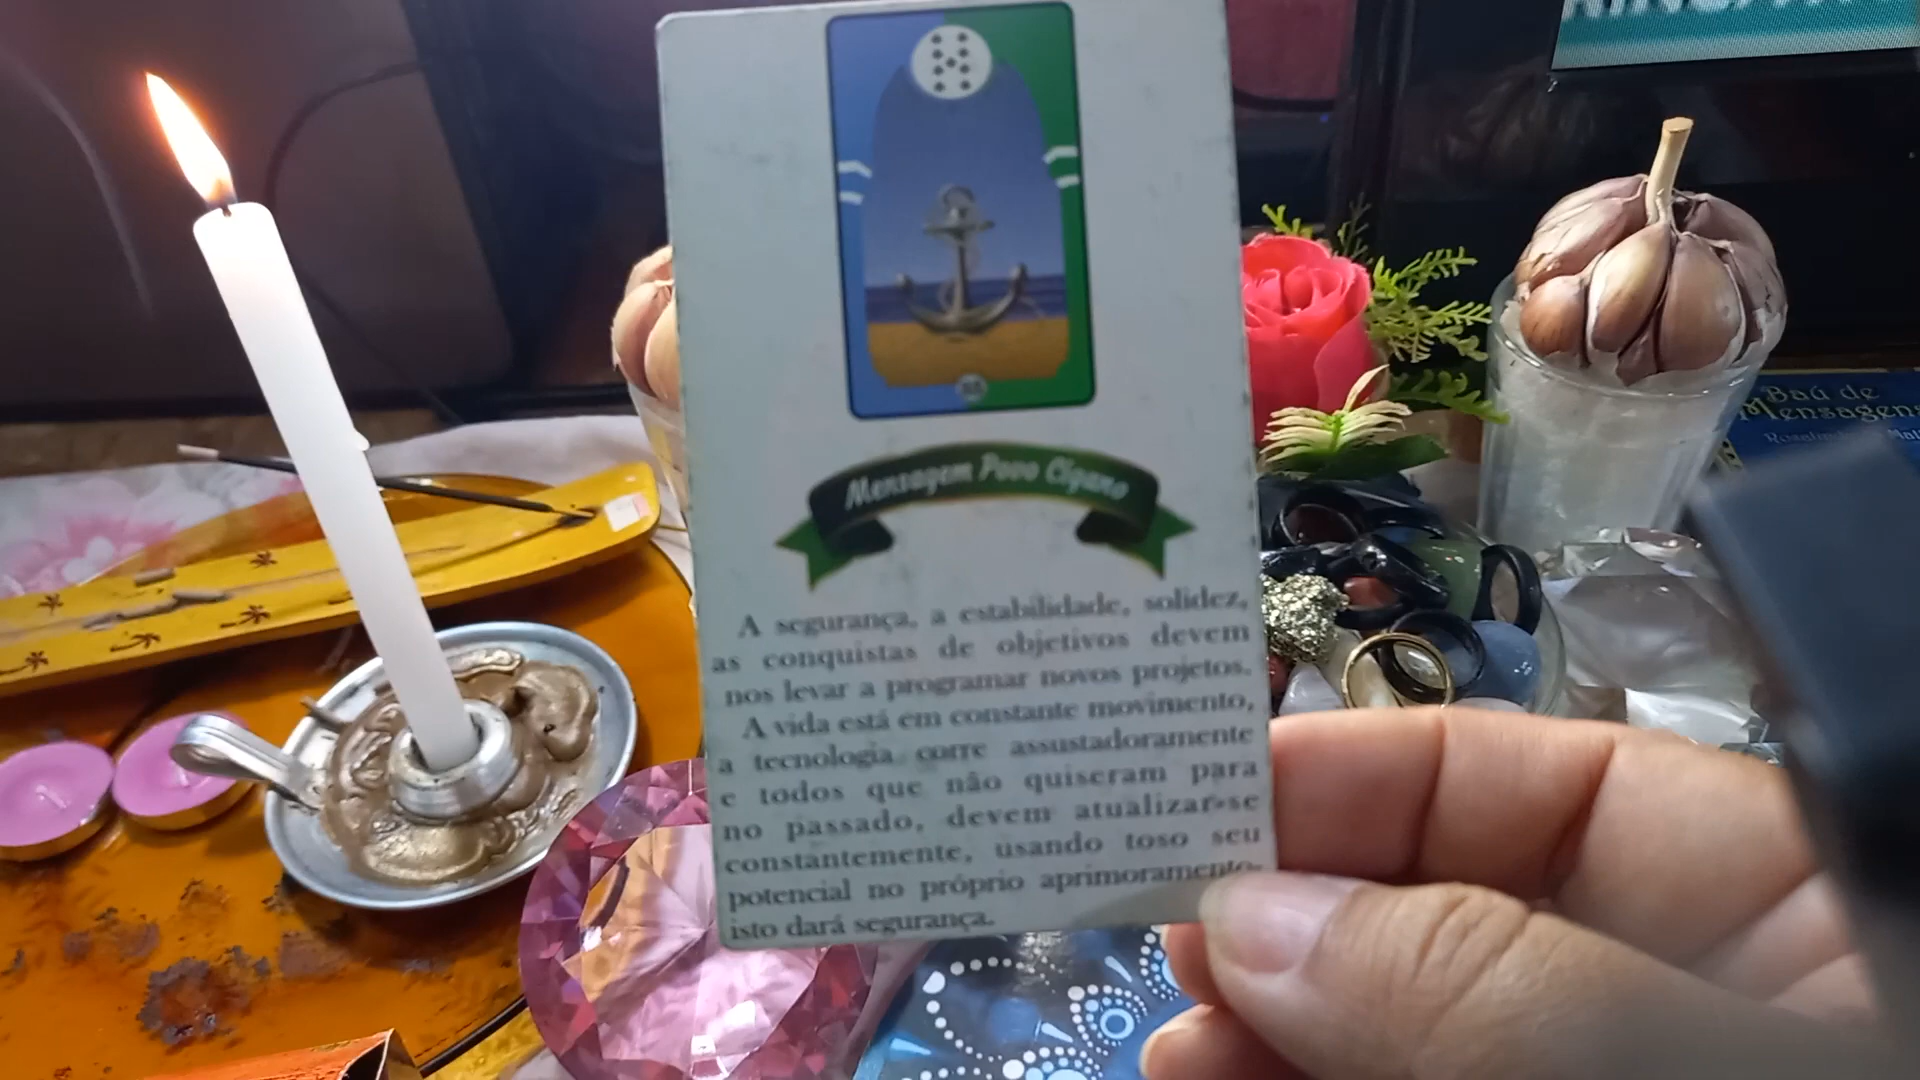 Mensagem Povo Cigano
A segurança, a estabilidade, solidez,
as conquistas de objetivos devem
nos levar a programar novos projetos.
A vida está em constante movimento,
a tecnologia corre assustadoramente
e todos que não quiseram para
no passado, devem atualizar-se
constantemente, usando toso seu
potencial no próprio aprimoramento-
isto dará segurança.
Baú de
Mensagens